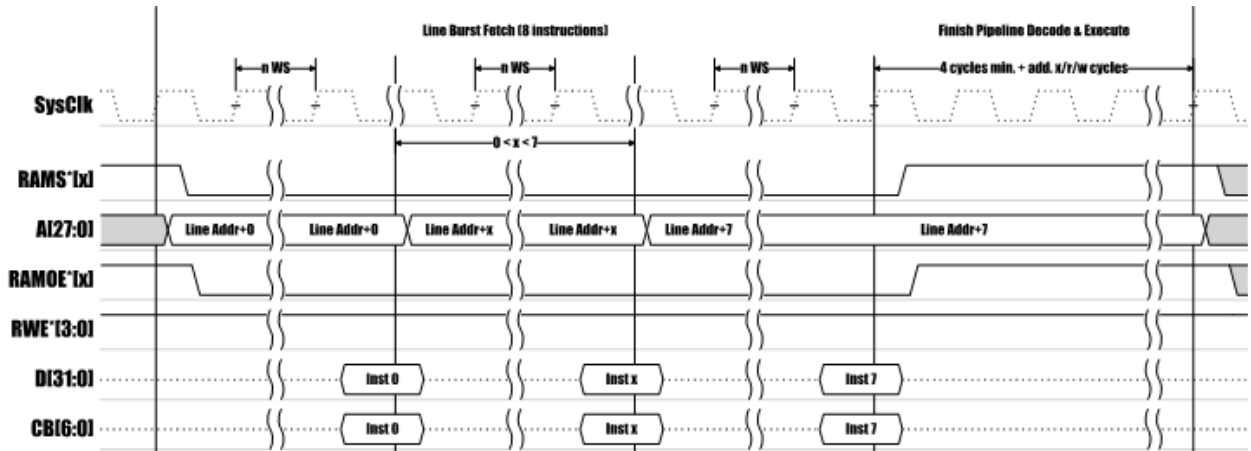 Line Burst Fetch (8 instructions)
Finish Pipeline Decode & Execute
n WS
n WS
n WS
4 cycles min. + add. x/r/w cycles
SysClk
0 < x < 7
RAMS*[x]
A[27:0]
Line Addr+0
Line Addr+0
Line Addr+x
Line Addr+x
Line Addr+7
Line Addr+7
RAMOE*[x]
RWE*[3:0]
D[31:0]
Inst 0
Inst x
Inst 7
CB[6:0]
Inst 0
Inst x
Inst 7